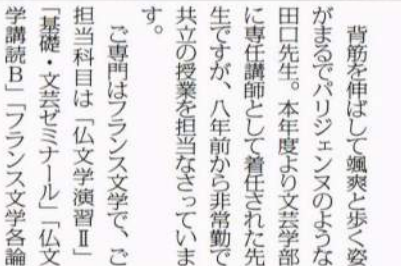 背筋を伸ばして颯爽と歩く姿
がまるでパリジェンヌのような
田口先生。本年度より文芸学部
に専任講師として着任された先
生ですが、八年前から非常勤で
共立の授業を担当なさっていま
す。
ご専門はフランス文学で、ご
担当科目は「仏文学演習Ⅱ」
「基礎・文芸ゼミナール」「仏文
学講読B」「フランス文学各論